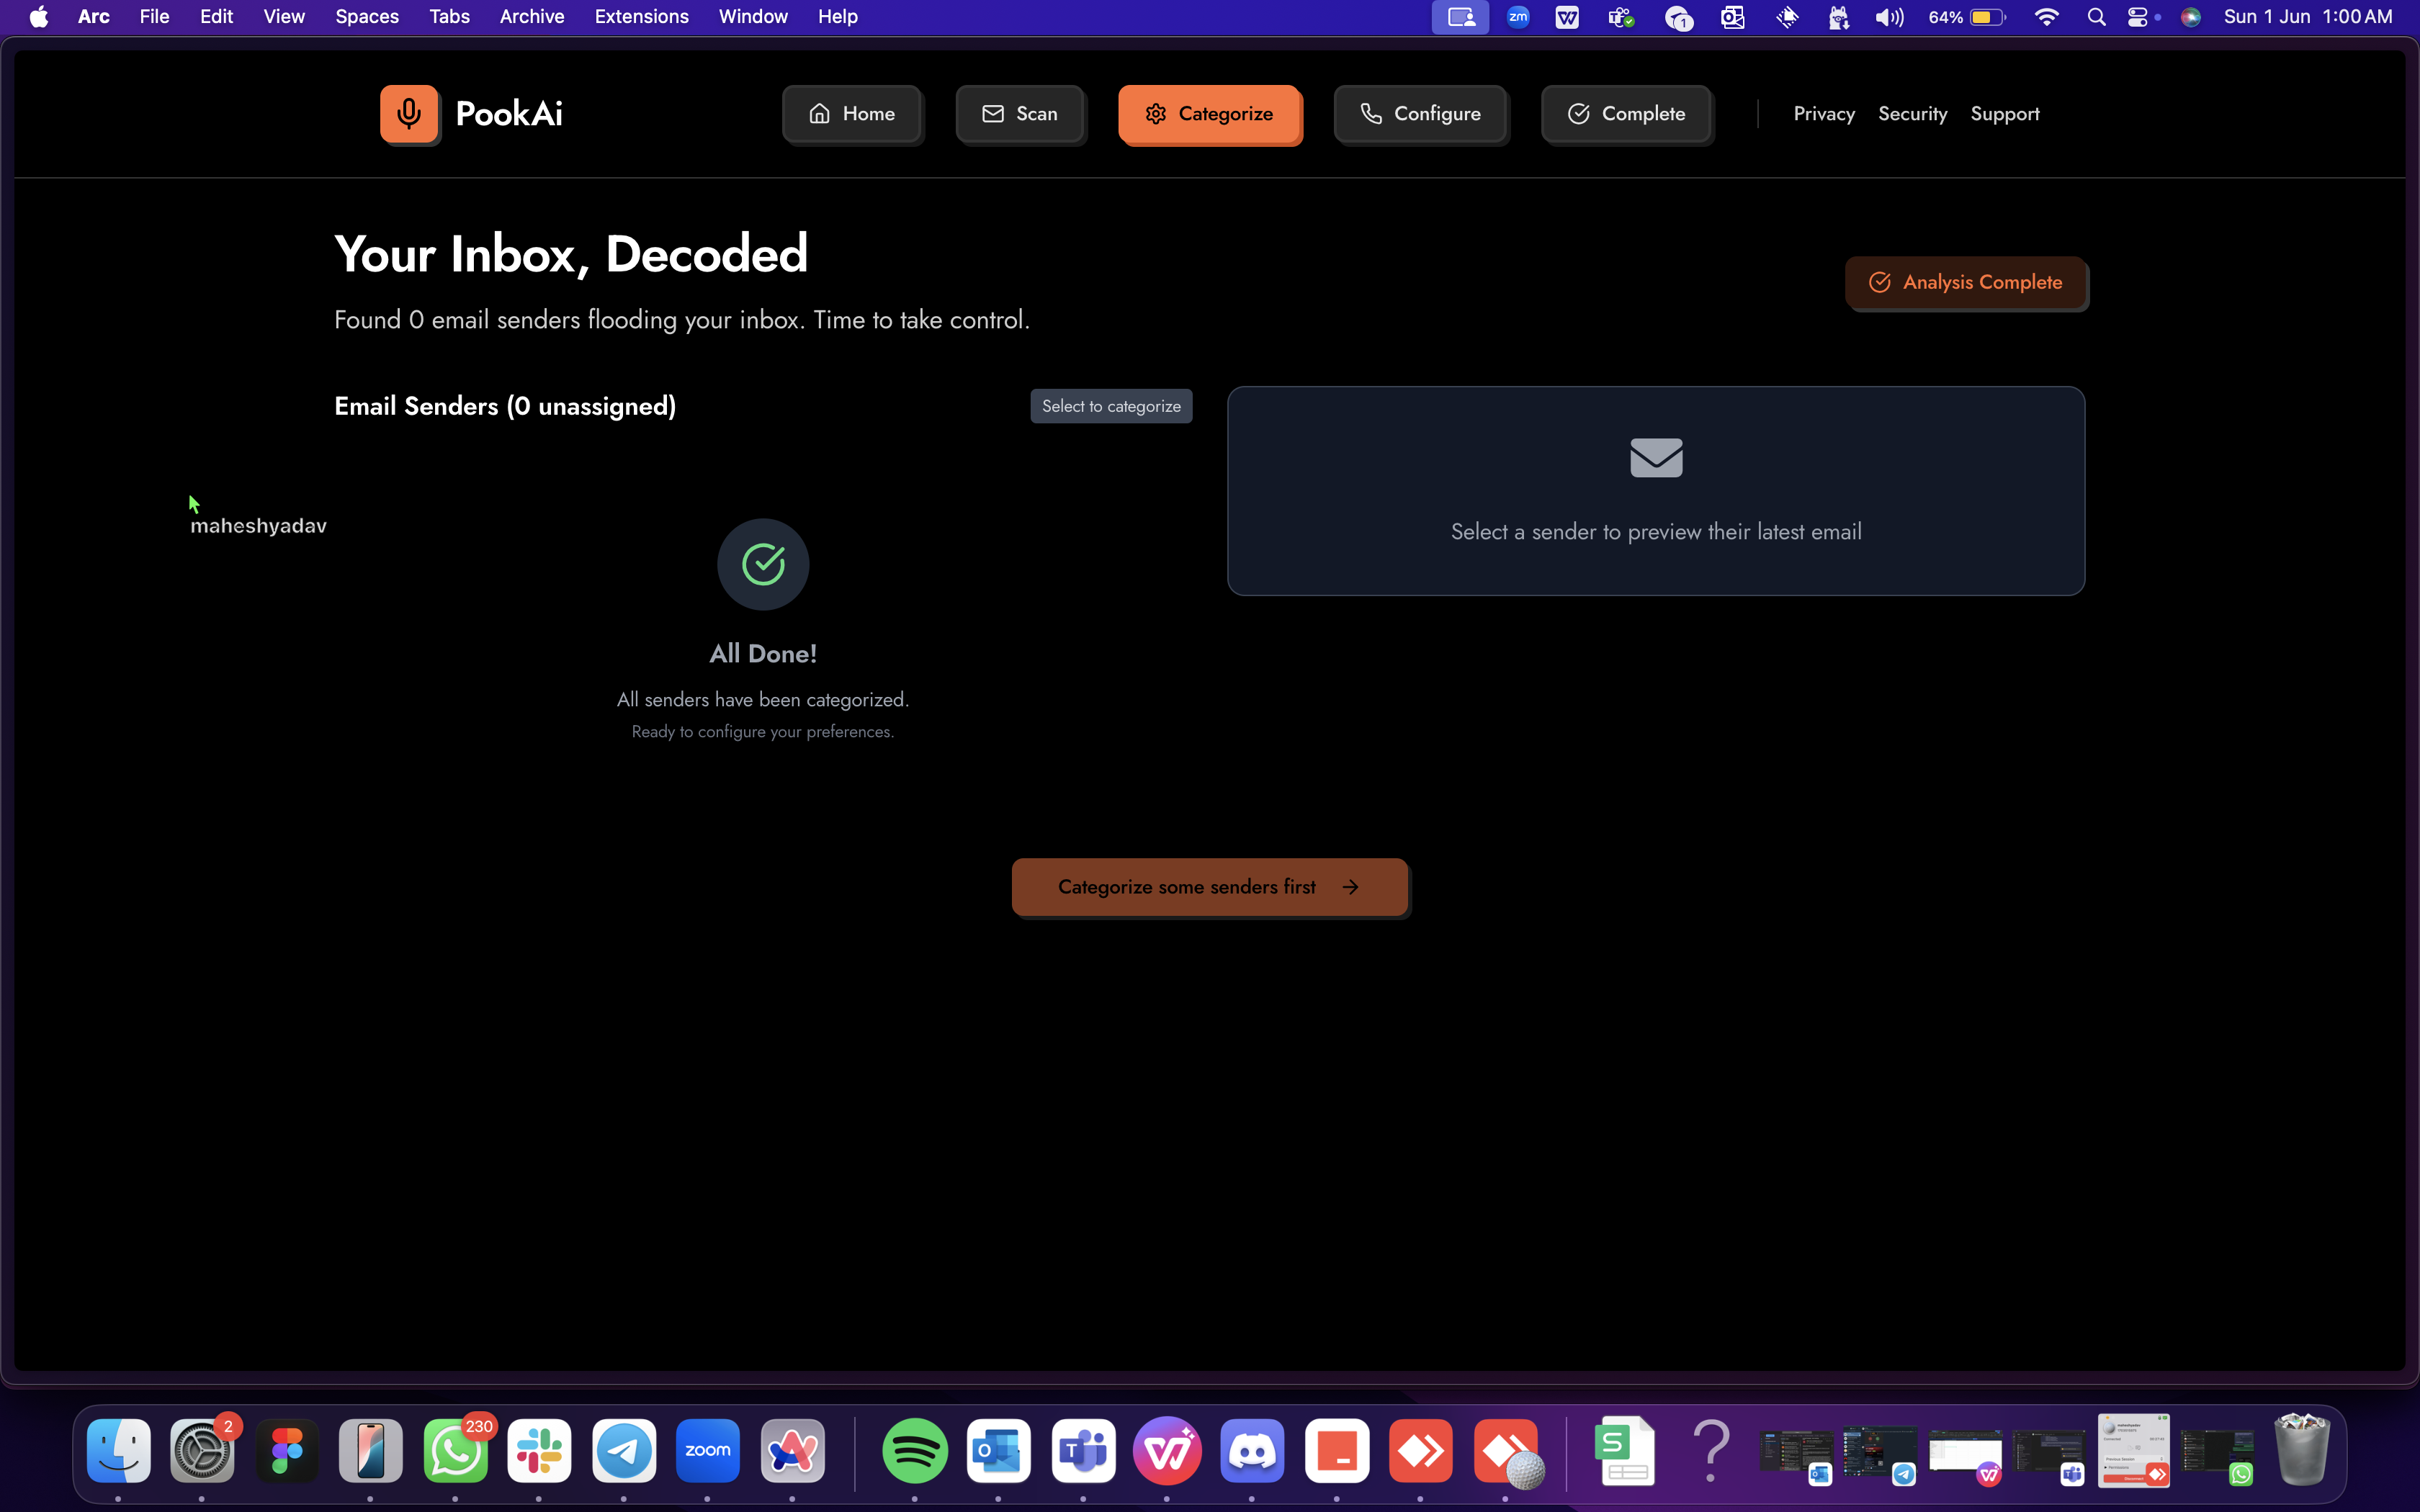 Arc File Edit View Spaces Tabs Archive Extensions Window Help
zm 1 64% Sun 1 Jun 1:00 AM
PookAi Home Scan Categorize Configure Complete Privacy Security Support
Your Inbox, Decoded
Analysis Complete
Found 0 email senders flooding your inbox. Time to take control.
Email Senders (0 unassigned) Select to categorize
Select a sender to preview their latest email
maheshyadav
All Done!
All senders have been categorized.
Ready to configure your preferences.
Categorize some senders first
2 230 zoom